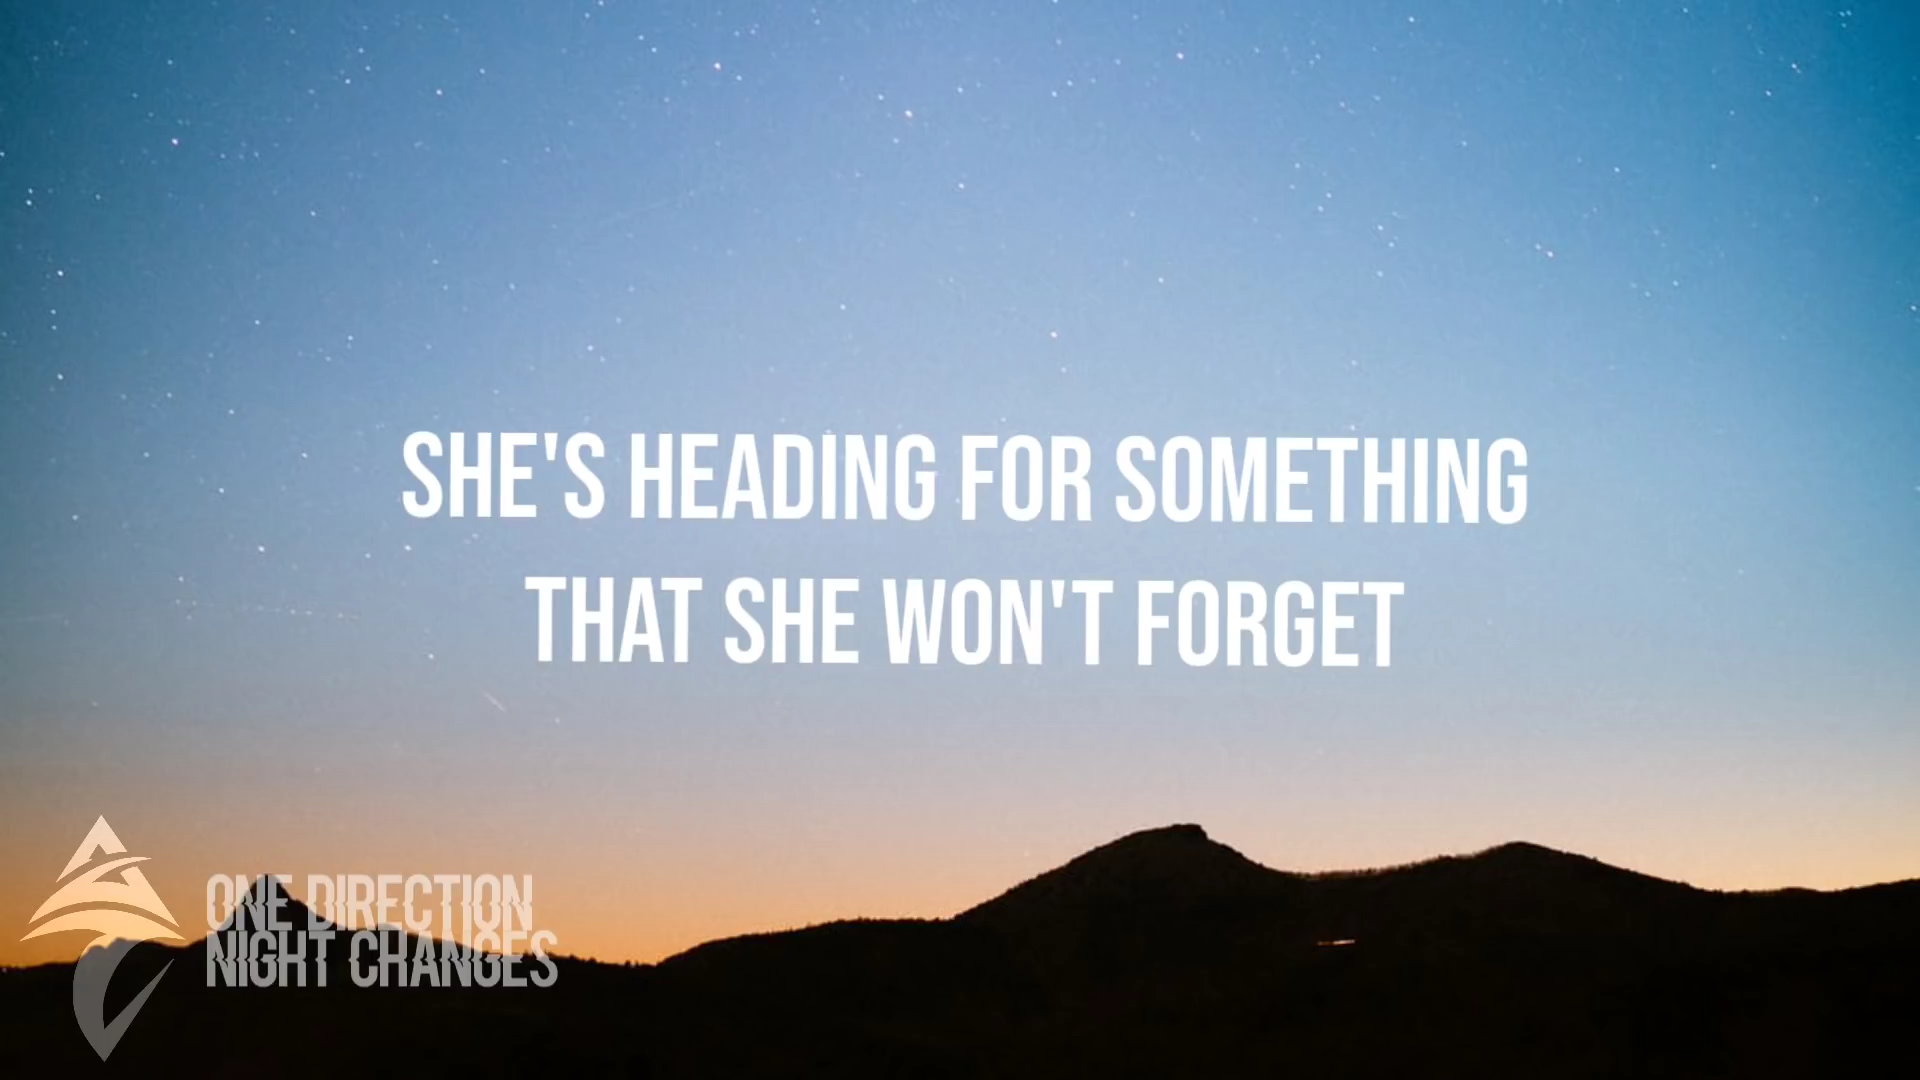 SHE'S HEADING FOR SOMETHING
THAT SHE WON'T FORGET
ONE DIRECTION
NIGHT CHANGES